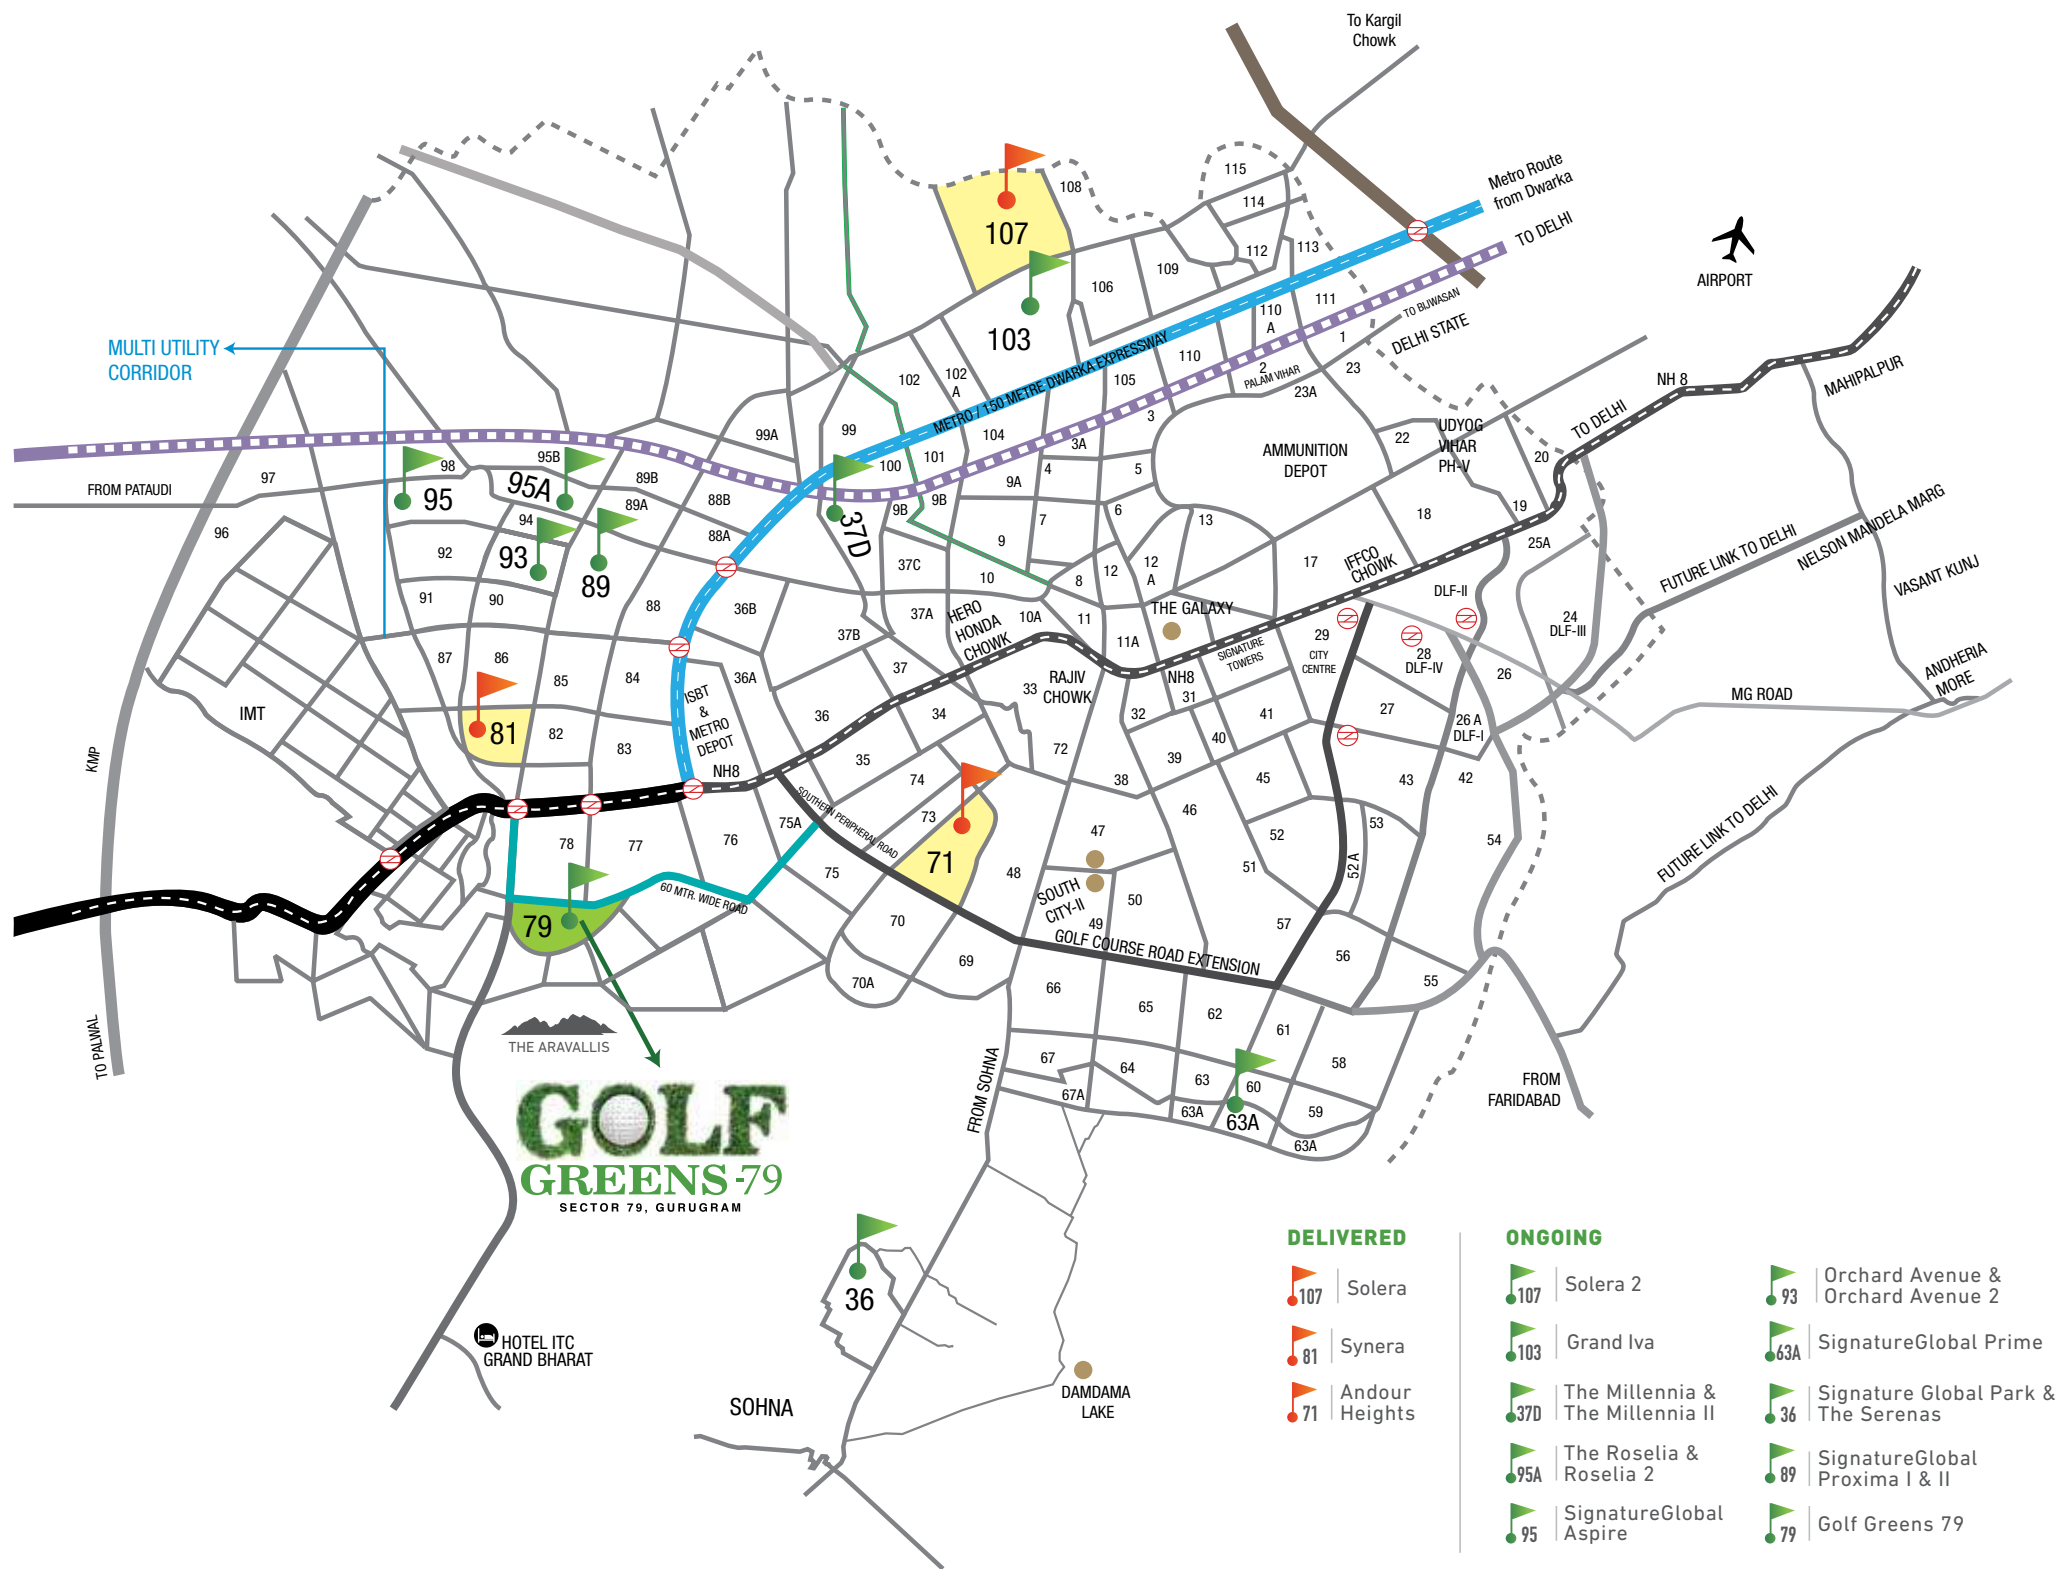 To Kargil
Chowk
Metro Route
from Dwarka
TO DELHI
AIRPORT
115
108
114
107
113
112
109
106
111
110
A
TO BIJWASAN
DELHI STATE
MULTI UTILITY
CORRIDOR
103
1
110
METRO / 150 METRE DWARKA EXPRESSWAY
2
PALAM VIHAR
23
NH 8
MAHIPALPUR
102
102
A
105
23A
3
TO DELHI
99A
99
104
3A
22
UDYOG
VIHAR
PH-V
AMMUNITION
DEPOT
20
95B
98
101
100
4
5
97
FROM PATAUDI
95
95A
89B
9A
88B
89A
9B
9B
6
19
18
NELSON MANDELA MARG
96
94
7
13
37D
88A
9
25A
FUTURE LINK TO DELHI
92
93
37C
12
12
A
17
IFFCO
CHOWK
VASANT KUNJ
89
10
8
DLF-II
91
90
88
36B
37A
HERO
HONDA
CHOWK
10A
11
THE GALAXY
24
DLF-III
37B
11A
29
CITY
CENTRE
SIGNATURE
TOWERS
28
DLF-IV
87
86
37
ANDHERIA
MORE
85
84
36A
RAJIV
CHOWK
33
NH8
31
26
MG ROAD
ISBT
&
METRO
DEPOT
IMT
36
34
32
41
27
26 A
DLF-I
81
82
83
KMP
40
72
39
35
NH8
74
38
45
43
42
SOUTHERN PERIPHERAL ROAD
73
46
FUTURE LINK TO DELHI
75A
47
52
53
78
77
76
54
71
75
48
51
52 A
60 MTR. WIDE ROAD
SOUTH
CITY-II
50
79
70
49
57
GOLF COURSE ROAD EXTENSION
56
69
70A
55
66
65
62
61
TO PALWAL
THE ARAVALLIS
67
64
63
60
58
FROM SOHNA
67A
63A
59
FROM
FARIDABAD
63A
63A
GOLF
GREENS-79
SECTOR 79, GURUGRAM
36
HOTEL ITC
GRAND BHARAT
SOHNA
DAMDAMA
LAKE
DELIVERED
107 Solera
81 Synera
71 Andour
Heights
ONGOING
107 Solera 2
103 Grand Iva
37D The Millennia &
The Millennia II
95A The Roselia &
Roselia 2
95 SignatureGlobal
Aspire
93 Orchard Avenue &
Orchard Avenue 2
63A SignatureGlobal Prime
36 Signature Global Park &
The Serenas
89 SignatureGlobal
Proxima I & II
79 Golf Greens 79